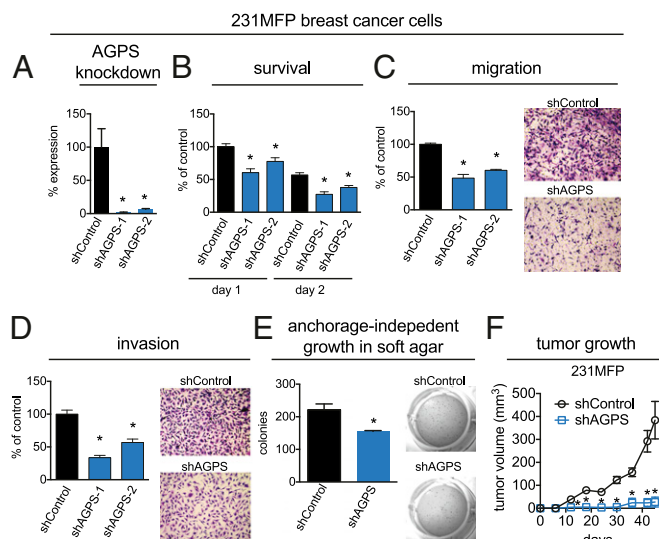 231MFP breast cancer cells
A
AGPS
knockdown
% expression
150
100
50
0
*
*
shControl
shAGPS-1
shAGPS-2
B
survival
% of control
150
100
50
0
*
*
*
*
shControl
shAGPS-1
shAGPS-2
shControl
shAGPS-1
shAGPS-2
day 1
day 2
C
migration
% of control
150
100
50
0
*
*
shControl
shAGPS-1
shAGPS-2
shControl
shAGPS
D
invasion
% of control
150
100
50
0
*
*
shControl
shAGPS-1
shAGPS-2
shControl
shAGPS
E
anchorage-indepedent
growth in soft agar
colonies
300
200
100
0
*
shControl
shAGPS
shControl
shAGPS
F
tumor growth
231MFP
tumor volume (mm3)
500
400
300
200
100
0
shControl
shAGPS
* * * * * * *
0
20
40